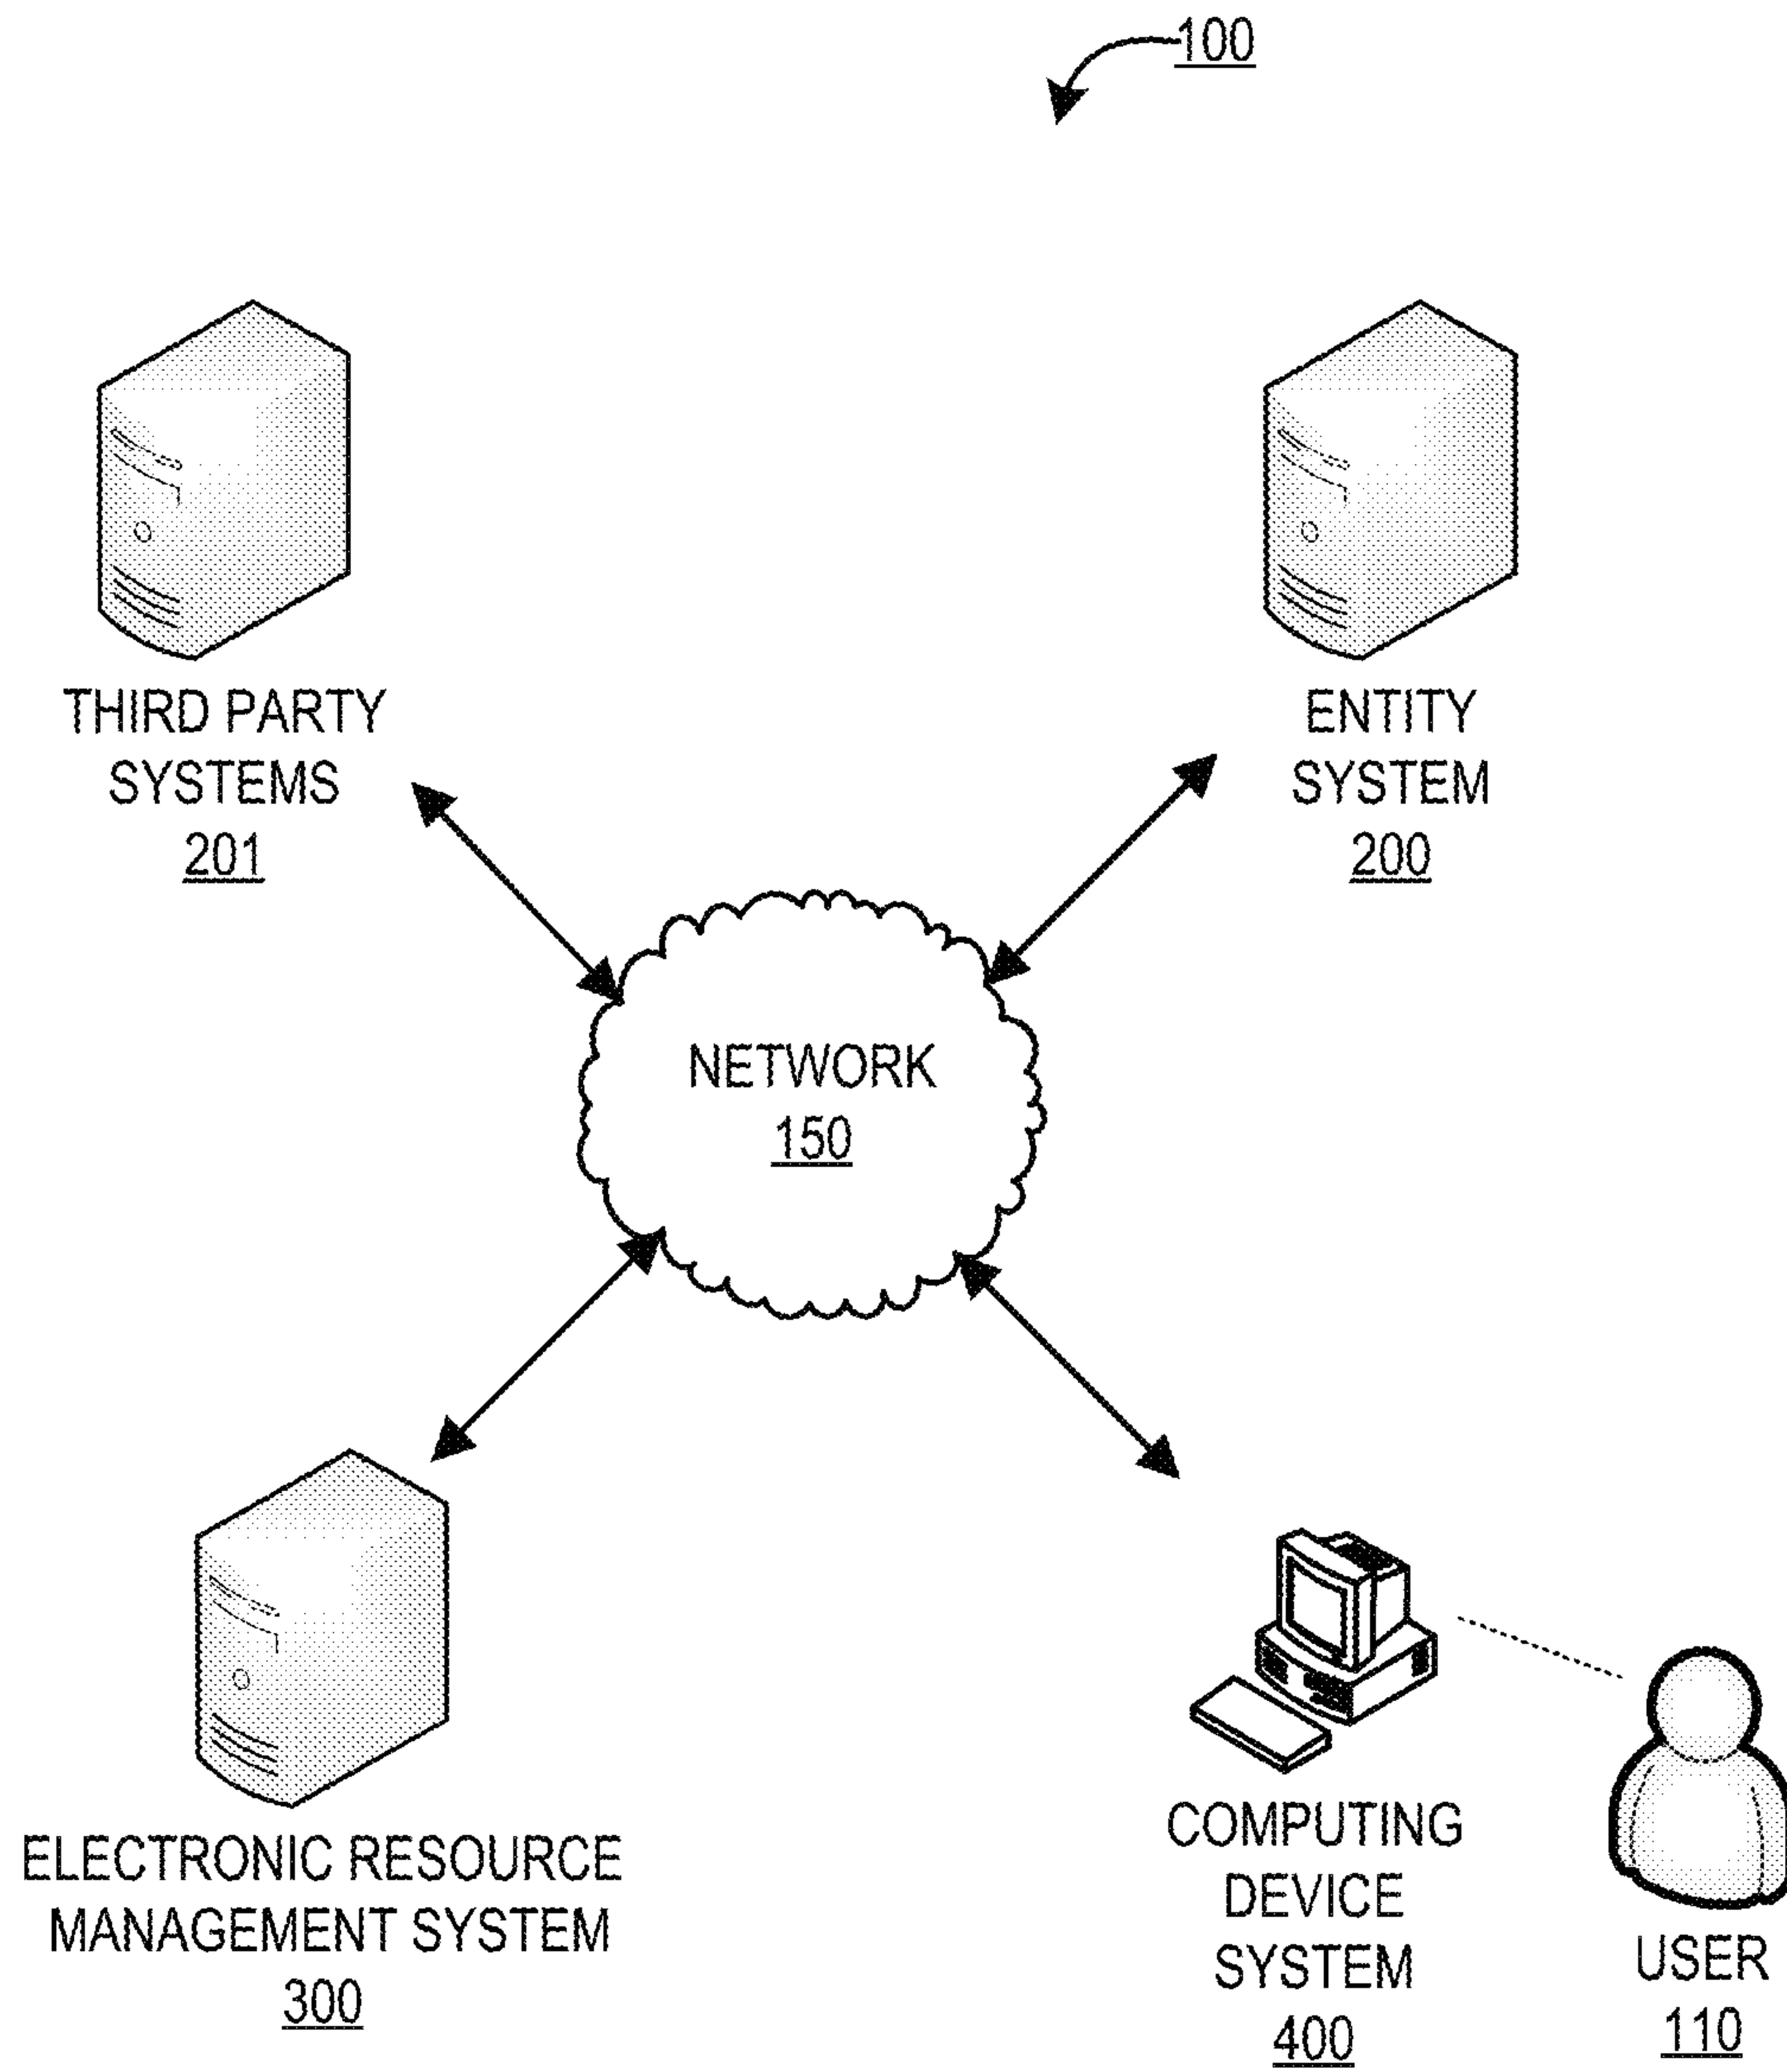 100
THIRD PARTY
SYSTEMS
201
ENTITY
SYSTEM
200
NETWORK
150
ELECTRONIC RESOURCE
MANAGEMENT SYSTEM
300
COMPUTING
DEVICE
SYSTEM
400
USER
110